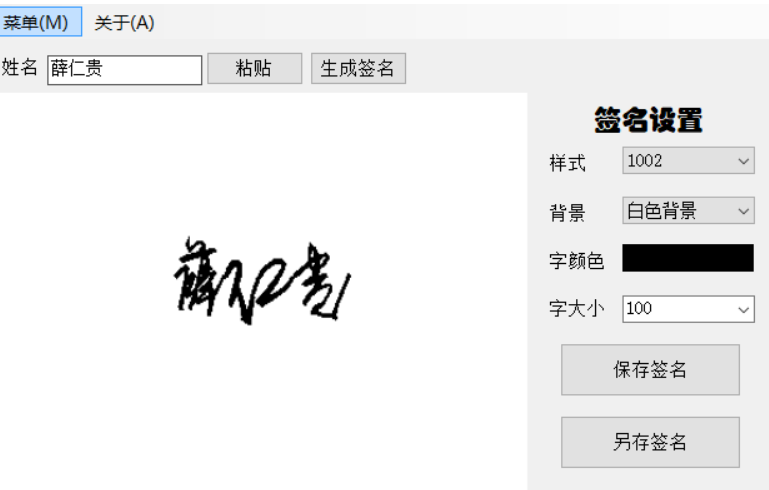 菜单(M) 关于(A)
姓名 薛仁贵 粘贴 生成签名
薛仁贵
签名设置
样式 1002
背景 白色背景
字颜色
字大小 100
保存签名
另存签名